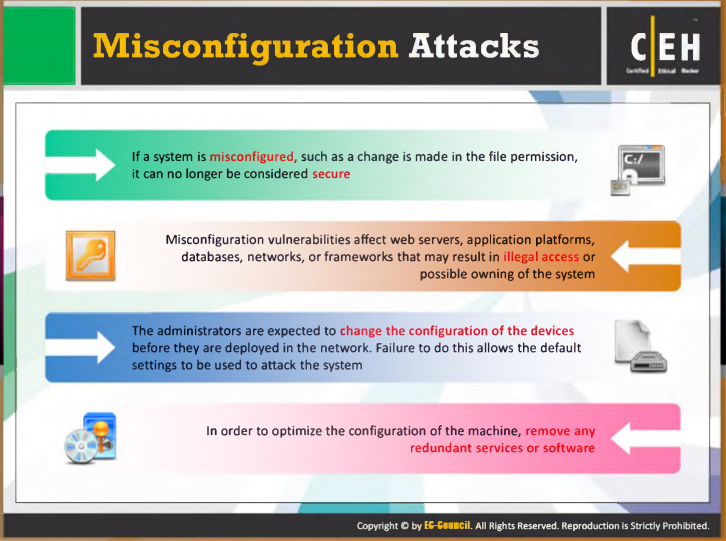 Misconfiguration Attacks
CEH
Certified Ethical Hacker
If a system is misconfigured, such as a change is made in the file permission,
it can no longer be considered secure
C:/
Misconfiguration vulnerabilities affect web servers, application platforms,
databases, networks, or frameworks that may result in illegal access or
possible owning of the system
The administrators are expected to change the configuration of the devices
before they are deployed in the network. Failure to do this allows the default
settings to be used to attack the system
In order to optimize the configuration of the machine, remove any
redundant services or software
Copyright © by EC-Council. All Rights Reserved. Reproduction is Strictly Prohibited.